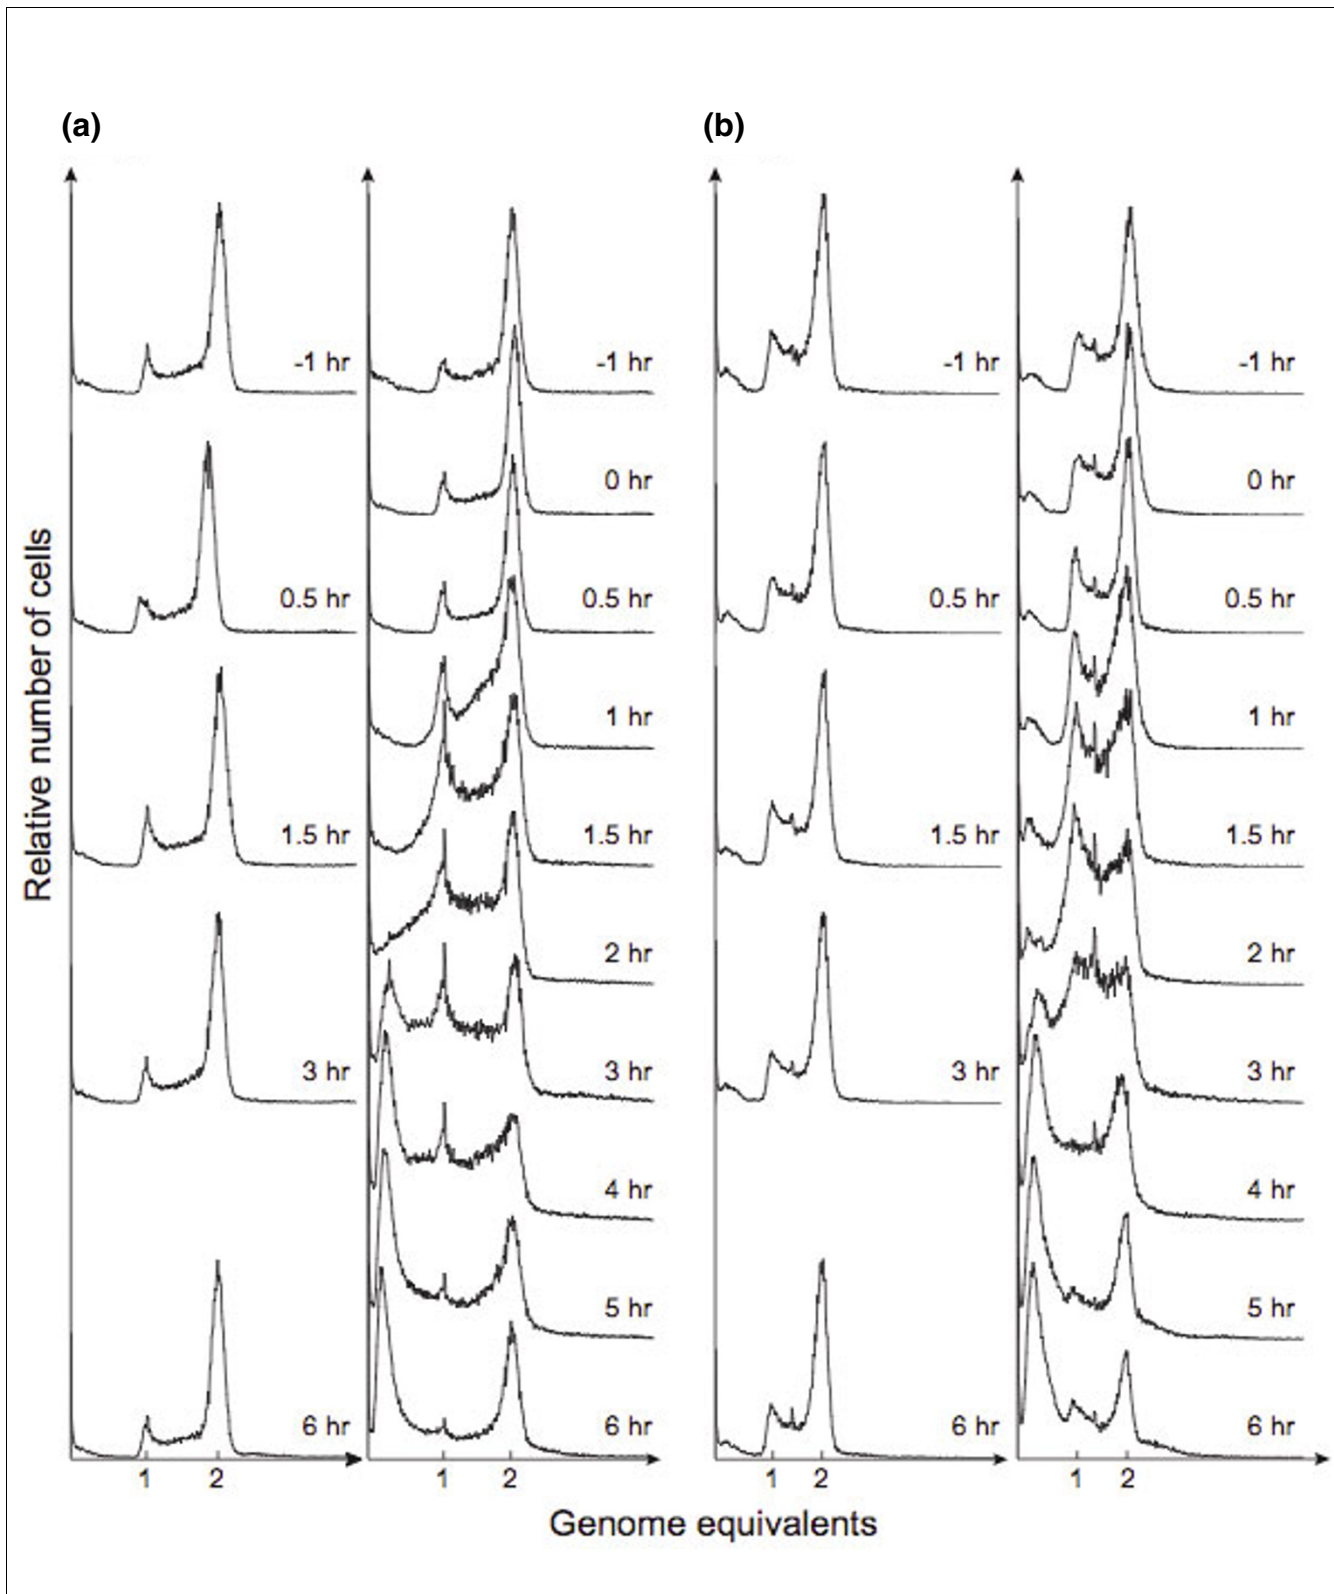 (a)
(b)
Relative number of cells
-1 hr
0.5 hr
1.5 hr
3 hr
6 hr
1 2
-1 hr
0 hr
0.5 hr
1 hr
1.5 hr
2 hr
3 hr
4 hr
5 hr
6 hr
1 2
-1 hr
0.5 hr
1.5 hr
3 hr
6 hr
1 2
-1 hr
0 hr
0.5 hr
1 hr
1.5 hr
2 hr
3 hr
4 hr
5 hr
6 hr
1 2
Genome equivalents